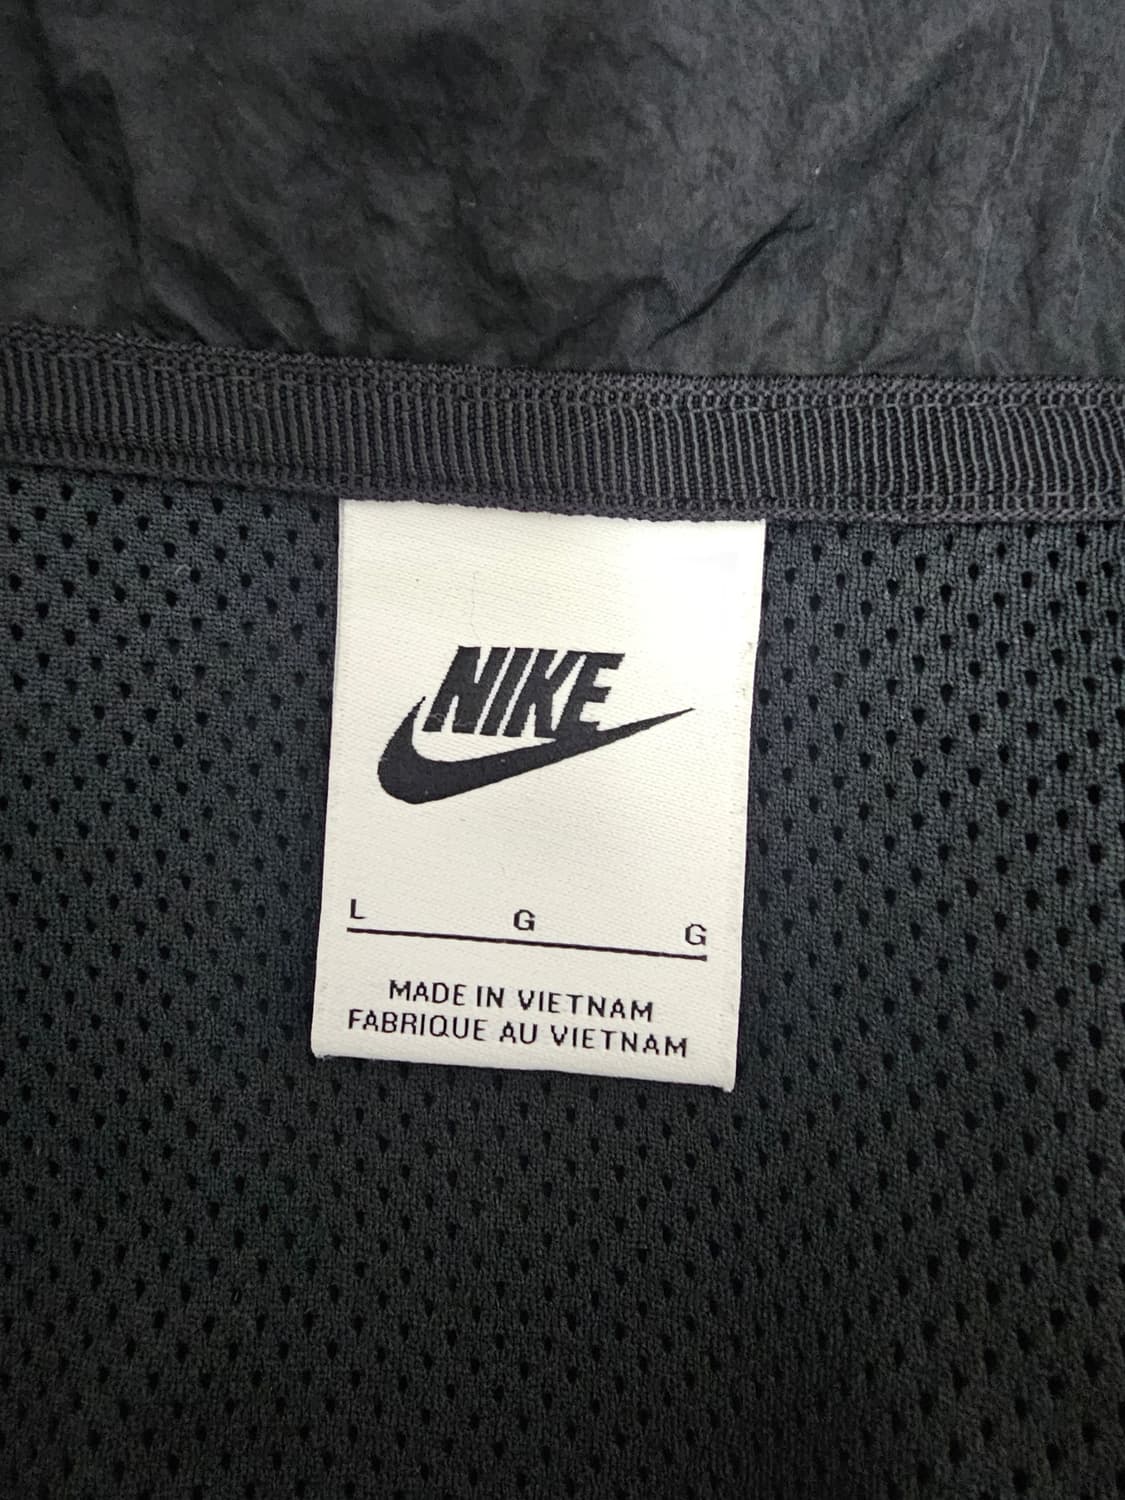 NIKE
L G G
MADE IN VIETNAM
FABRIQUE AU VIETNAM